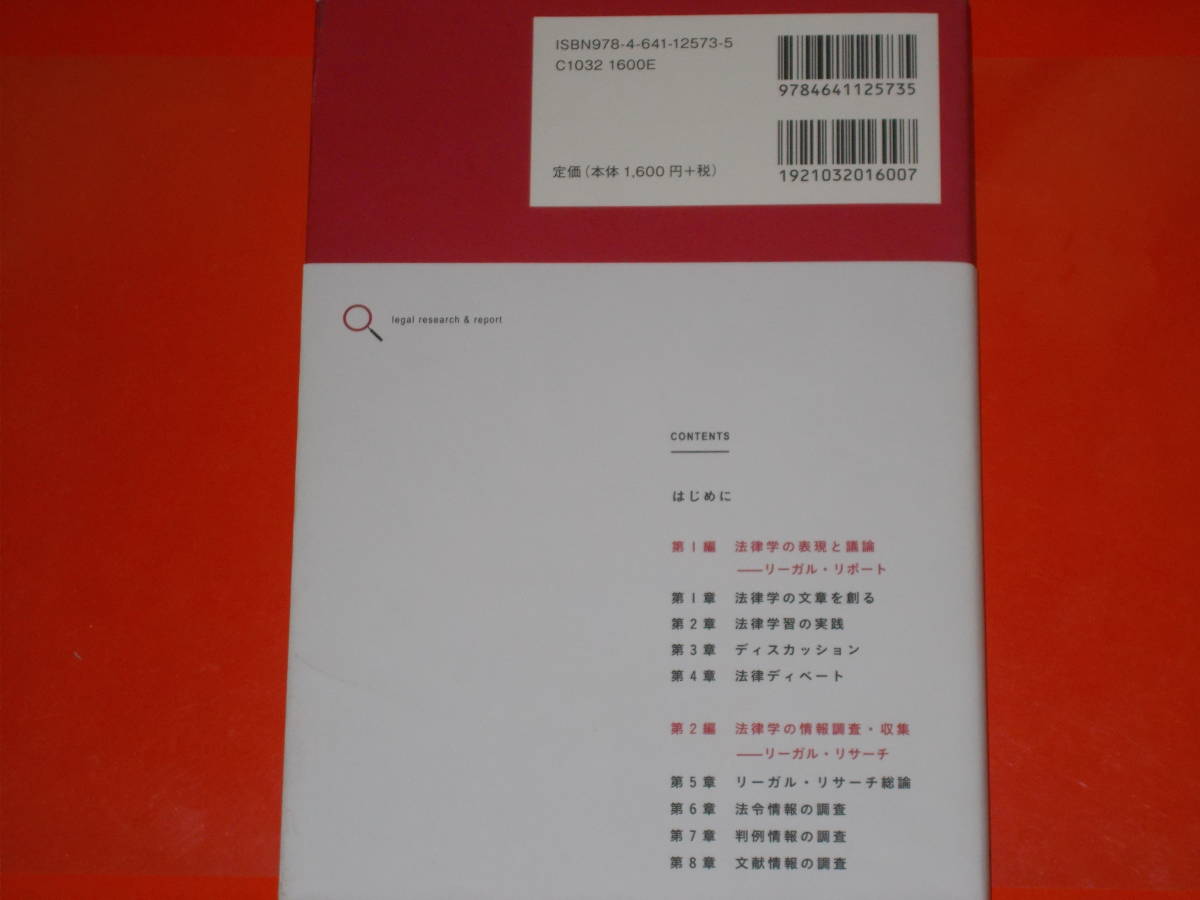 ISBN978-4-641-12573-5
C1032 1600E
9784641125735
定価(本体1,600円+税)
1921032016007
legal research & report
CONTENTS
はじめに
第1編 法律学の表現と議論
——リーガル・リポート
第1章 法律学の文章を創る
第2章 法律学習の実践
第3章 ディスカッション
第4章 法律ディベート
第2編 法律学の情報調査・収集
——リーガル・リサーチ
第5章 リーガル・リサーチ総論
第6章 法令情報の調査
第7章 判例情報の調査
第8章 文献情報の調査